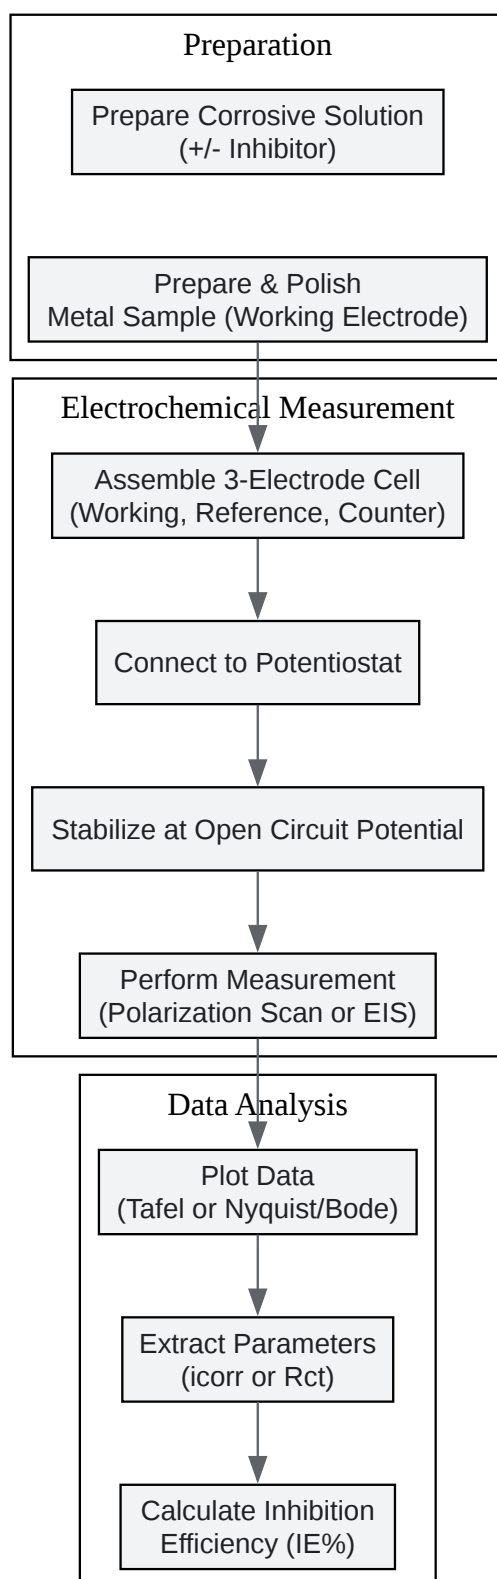 Preparation
Prepare Corrosive Solution
(+/- Inhibitor)
Prepare & Polish
Metal Sample (Working Electrode)
Electrochemical Measurement
Assemble 3-Electrode Cell
(Working, Reference, Counter)
Connect to Potentiostat
Stabilize at Open Circuit Potential
Perform Measurement
(Polarization Scan or EIS)
Data Analysis
Plot Data
(Tafel or Nyquist/Bode)
Extract Parameters
(icorr or Rct)
Calculate Inhibition
Efficiency (IE%)